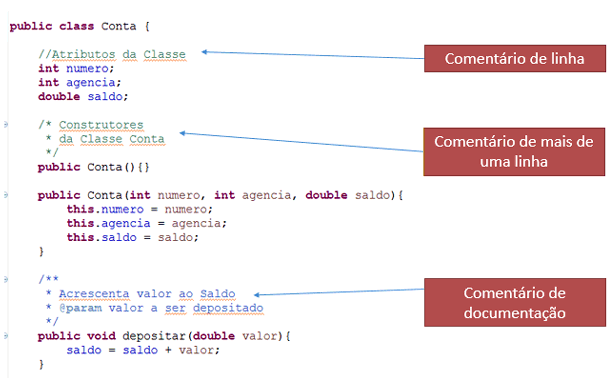 public class Conta {
//Atributos da Classe
int numero;
int agencia;
double saldo;
/* Construtores
* da Classe Conta
*/
public Conta(){}
public Conta(int numero, int agencia, double saldo){
this.numero = numero;
this.agencia = agencia;
this.saldo = saldo;
}
/**
* Acrescenta valor ao Saldo
* @param valor a ser depositado
*/
public void depositar(double valor){
saldo = saldo + valor;
}
Comentário de linha
Comentário de mais de
uma linha
Comentário de
documentação